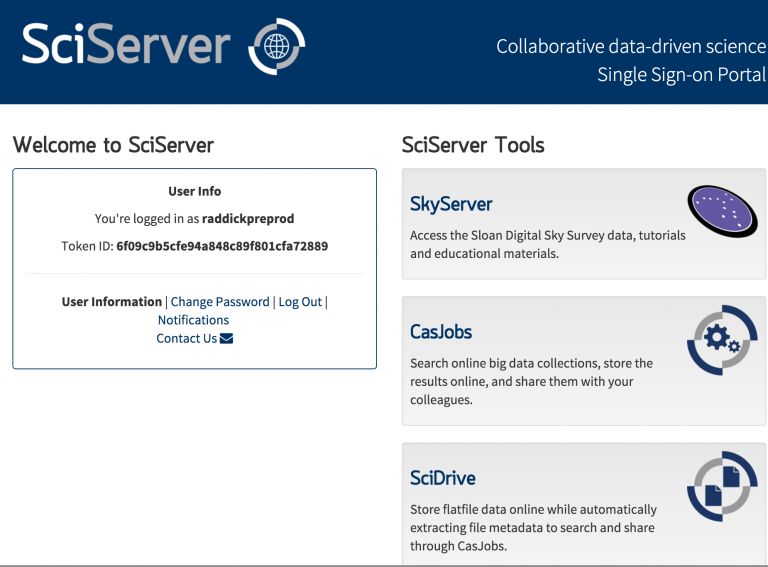 SciServer
Collaborative data-driven science
Single Sign-on Portal
Welcome to SciServer
User Info
You're logged in as raddickpreprod
Token ID: 6f09c9b5cfe94a848c89f801cfa72889
User Information | Change Password | Log Out |
Notifications
Contact Us
SciServer Tools
SkyServer
Access the Sloan Digital Sky Survey data, tutorials
and educational materials.
CasJobs
Search online big data collections, store the
results online, and share them with your
colleagues.
SciDrive
Store flatfile data online while automatically
extracting file metadata to search and share
through CasJobs.